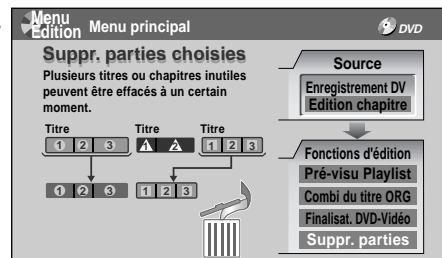 Menu
Edition Menu principal
DVD
Suppr. parties choisies
Plusieurs titres ou chapitres inutiles
peuvent être effacés à un certain
moment.
Titre Titre Titre
1 2 3 1 2 1 2 3
1 2 3 1 2 3
Source
Enregistrement DV
Edition chapitre
Fonctions d'édition
Pré-visu Playlist
Combi du titre ORG
Finalisat. DVD-Vidéo
Suppr. parties